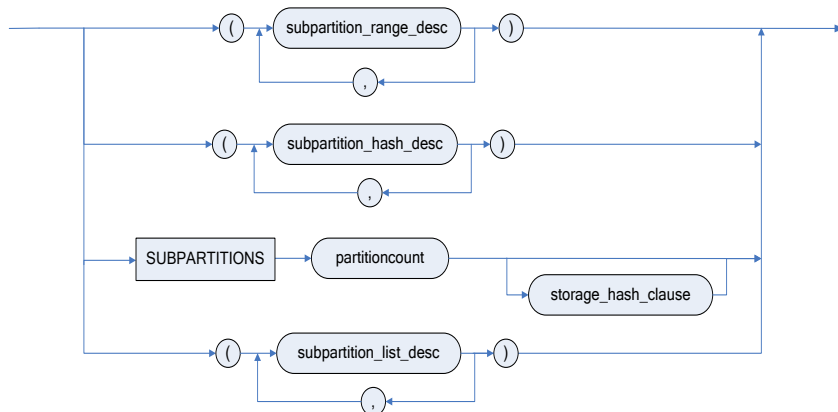 ( subpartition_range_desc )
,
( subpartition_hash_desc )
,
SUBPARTITIONS partitioncount
storage_hash_clause
( subpartition_list_desc )
,